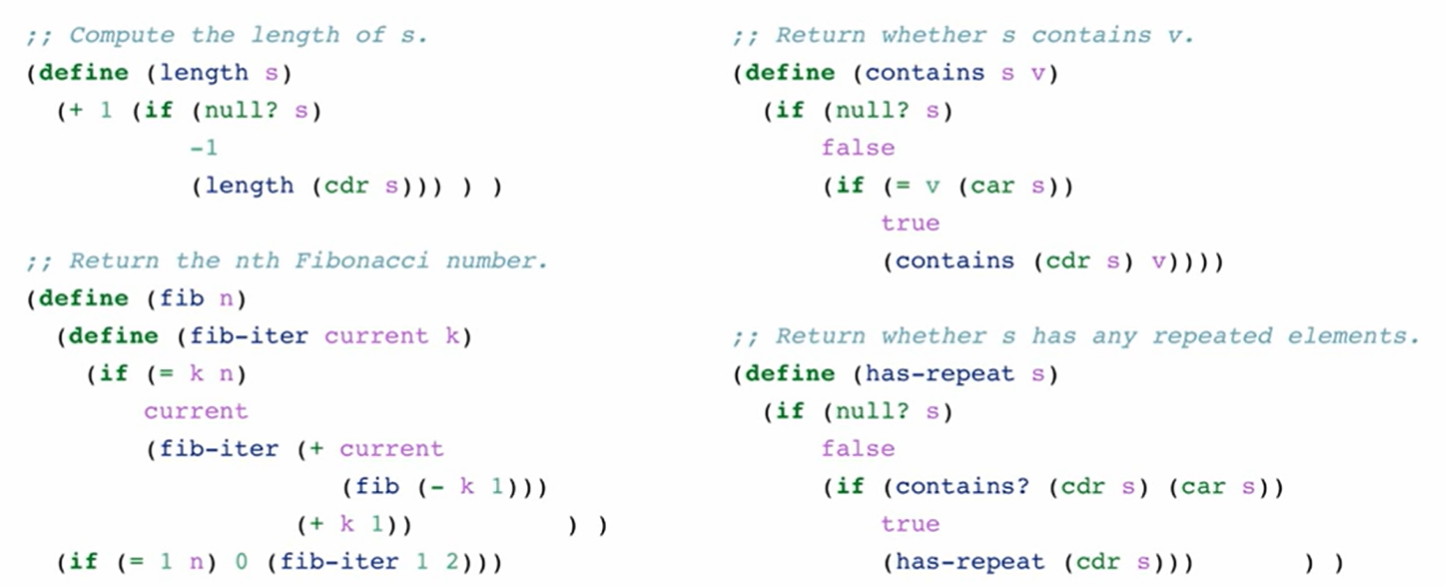 ;; Compute the length of s.
(define (length s)
  (+ 1 (if (null? s)
           -1
           (length (cdr s))) ) )

;; Return the nth Fibonacci number.
(define (fib n)
  (define (fib-iter current k)
    (if (= k n)
        current
        (fib-iter (+ current
                     (fib (- k 1)))
                  (+ k 1))          ) )
  (if (= 1 n) 0 (fib-iter 1 2)))

;; Return whether s contains v.
(define (contains s v)
  (if (null? s)
      false
      (if (= v (car s))
          true
          (contains (cdr s) v))))

;; Return whether s has any repeated elements.
(define (has-repeat s)
  (if (null? s)
      false
      (if (contains? (cdr s) (car s))
          true
          (has-repeat (cdr s)))       ) )